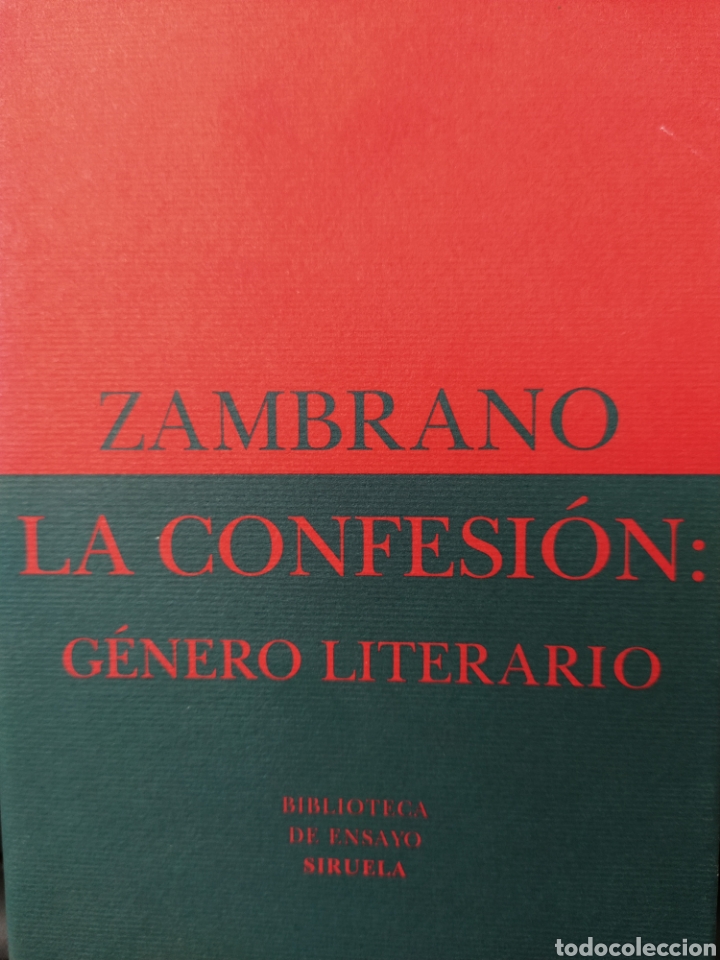 ZAMBRANO
LA CONFESIÓN:
GÉNERO LITERARIO
BIBLIOTECA
DE ENSAYO
SIRUELA
todocoleccion